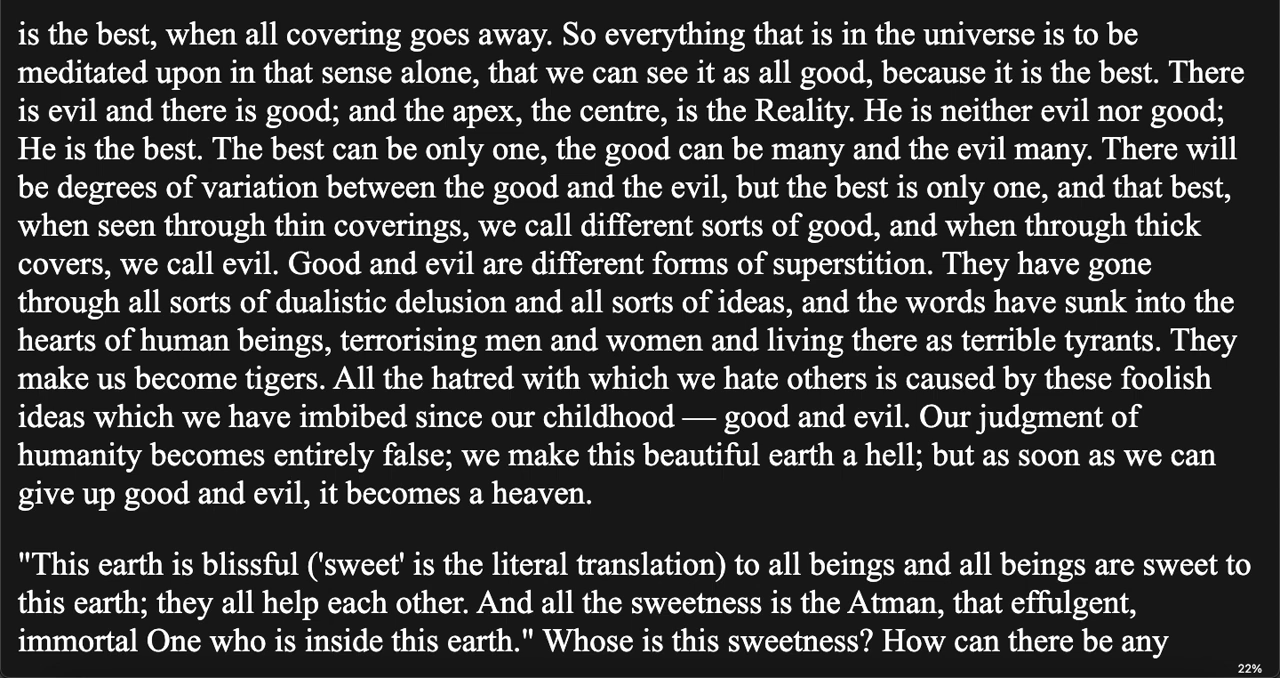 is the best, when all covering goes away. So everything that is in the universe is to be
meditated upon in that sense alone, that we can see it as all good, because it is the best. There
is evil and there is good; and the apex, the centre, is the Reality. He is neither evil nor good;
He is the best. The best can be only one, the good can be many and the evil many. There will
be degrees of variation between the good and the evil, but the best is only one, and that best,
when seen through thin coverings, we call different sorts of good, and when through thick
covers, we call evil. Good and evil are different forms of superstition. They have gone
through all sorts of dualistic delusion and all sorts of ideas, and the words have sunk into the
hearts of human beings, terrorising men and women and living there as terrible tyrants. They
make us become tigers. All the hatred with which we hate others is caused by these foolish
ideas which we have imbibed since our childhood — good and evil. Our judgment of
humanity becomes entirely false; we make this beautiful earth a hell; but as soon as we can
give up good and evil, it becomes a heaven.
"This earth is blissful ('sweet' is the literal translation) to all beings and all beings are sweet to
this earth; they all help each other. And all the sweetness is the Atman, that effulgent,
immortal One who is inside this earth." Whose is this sweetness? How can there be any
22%